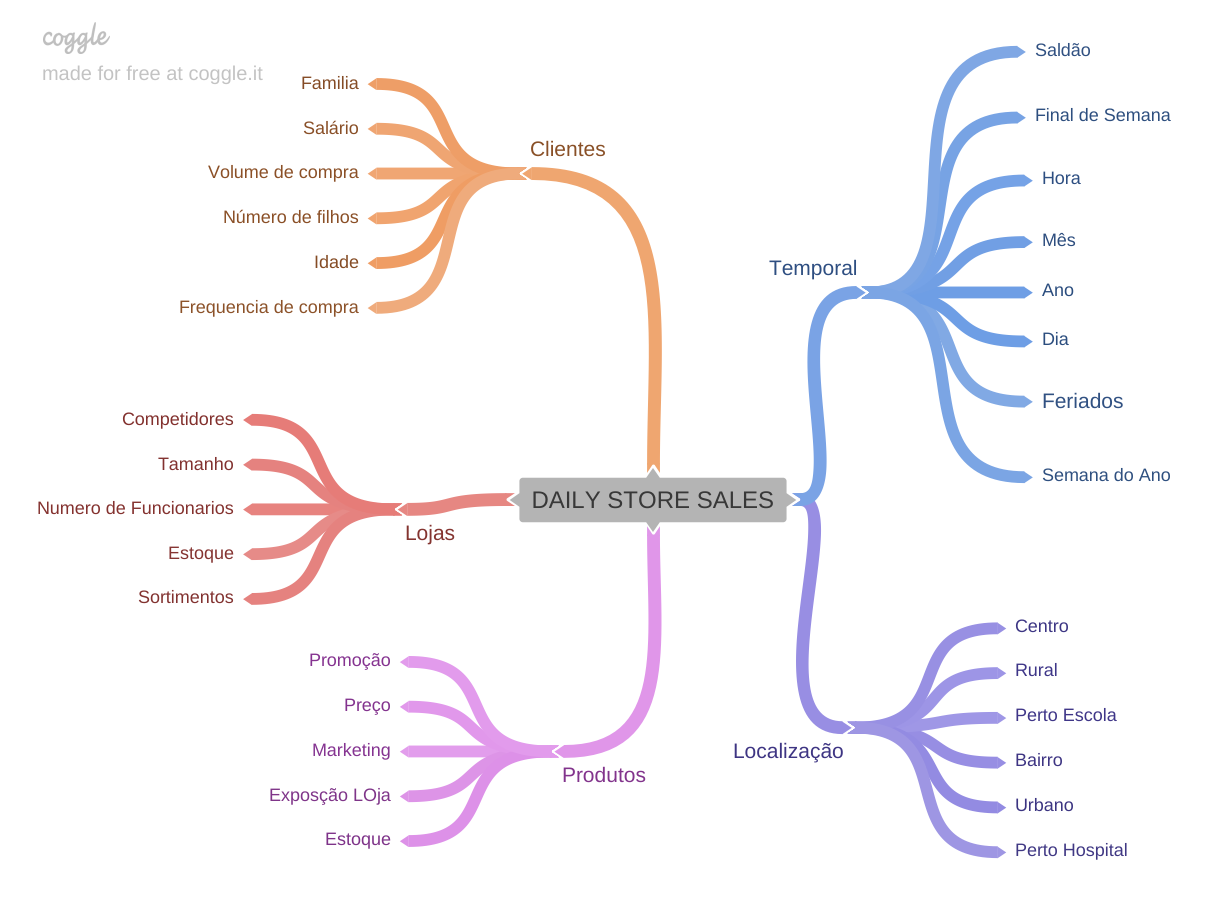 coggle
made for free at coggle.it
Clientes
Familia
Salário
Volume de compra
Número de filhos
Idade
Frequencia de compra
Temporal
Saldão
Final de Semana
Hora
Mês
Ano
Dia
Feriados
Semana do Ano
DAILY STORE SALES
Lojas
Competidores
Tamanho
Numero de Funcionarios
Estoque
Sortimentos
Produtos
Promoção
Preço
Marketing
Exposção LOja
Estoque
Localização
Centro
Rural
Perto Escola
Bairro
Urbano
Perto Hospital